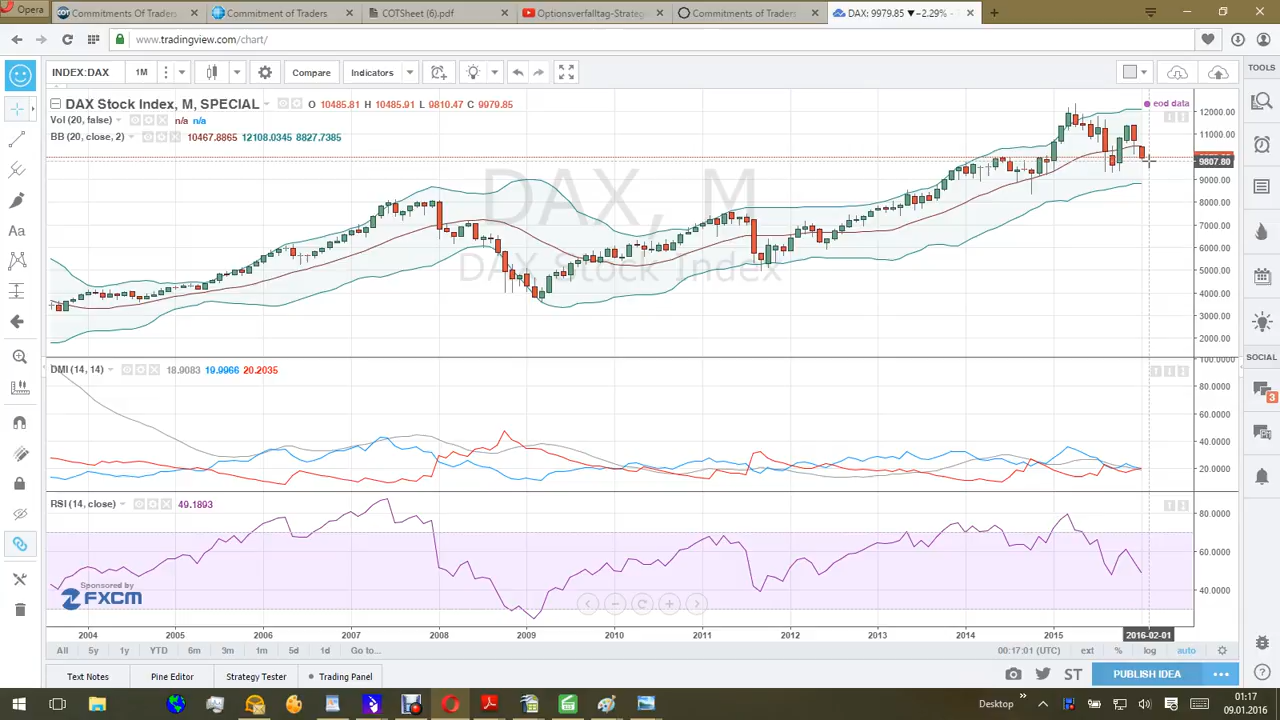 Opera
Commitments Of Traders
Commitment of Traders
COTSheet (6).pdf
Optionsverfalltag-Strateg
Commitments of Traders
DAX: 9979.85 ▼−2.29%
www.tradingview.com/chart/
INDEX:DAX
1M
Compare
Indicators
TOOLS
DAX Stock Index, M, SPECIAL
O 10485.81 H 10485.91 L 9810.47 C 9979.85
eod data
Vol (20, false)
n/a n/a
BB (20, close, 2)
10467.8865 12108.0345 8827.7385
DAX, M
DAX Stock Index
12000.00
11000.00
9807.80
9000.00
8000.00
7000.00
6000.00
5000.00
4000.00
3000.00
2000.00
DMI (14, 14)
18.9083 19.9966 20.2035
100.0000
80.0000
60.0000
40.0000
20.0000
SOCIAL
3
RSI (14, close)
49.1893
80.0000
60.0000
40.0000
Sponsored by
FXCM
2004 2005 2006 2007 2008 2009 2010 2011 2012 2013 2014 2015 2016-02-01
All 5y 1y YTD 6m 3m 1m 5d 1d Go to...
00:17:01 (UTC) ext % log auto
Text Notes
Pine Editor
Strategy Tester
Trading Panel
ST
PUBLISH IDEA
Desktop
01:17
09.01.2016